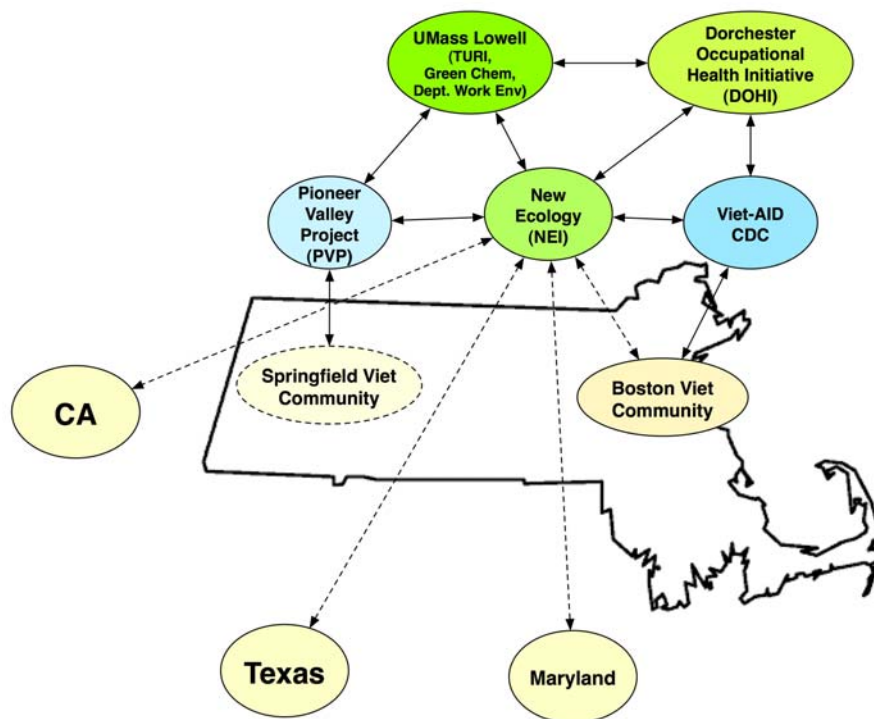 UMass Lowell
(TURI,
Green Chem,
Dept. Work Env)
Dorchester
Occupational
Health Initiative
(DOHI)
Pioneer
Valley
Project
(PVP)
New
Ecology
(NEI)
Viet-AID
CDC
Springfield Viet
Community
Boston Viet
Community
CA
Texas
Maryland